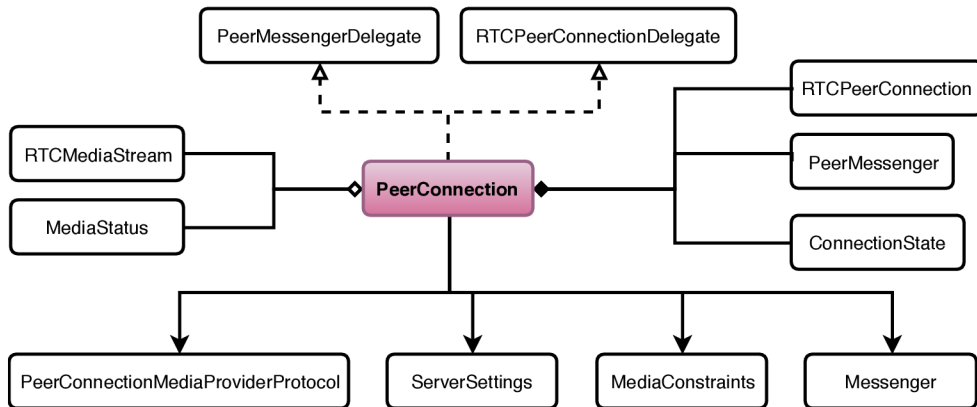 PeerMessengerDelegate
RTCPeerConnectionDelegate
RTCPeerConnection
RTCMediaStream
PeerMessenger
PeerConnection
MediaStatus
ConnectionState
PeerConnectionMediaProviderProtocol
ServerSettings
MediaConstraints
Messenger